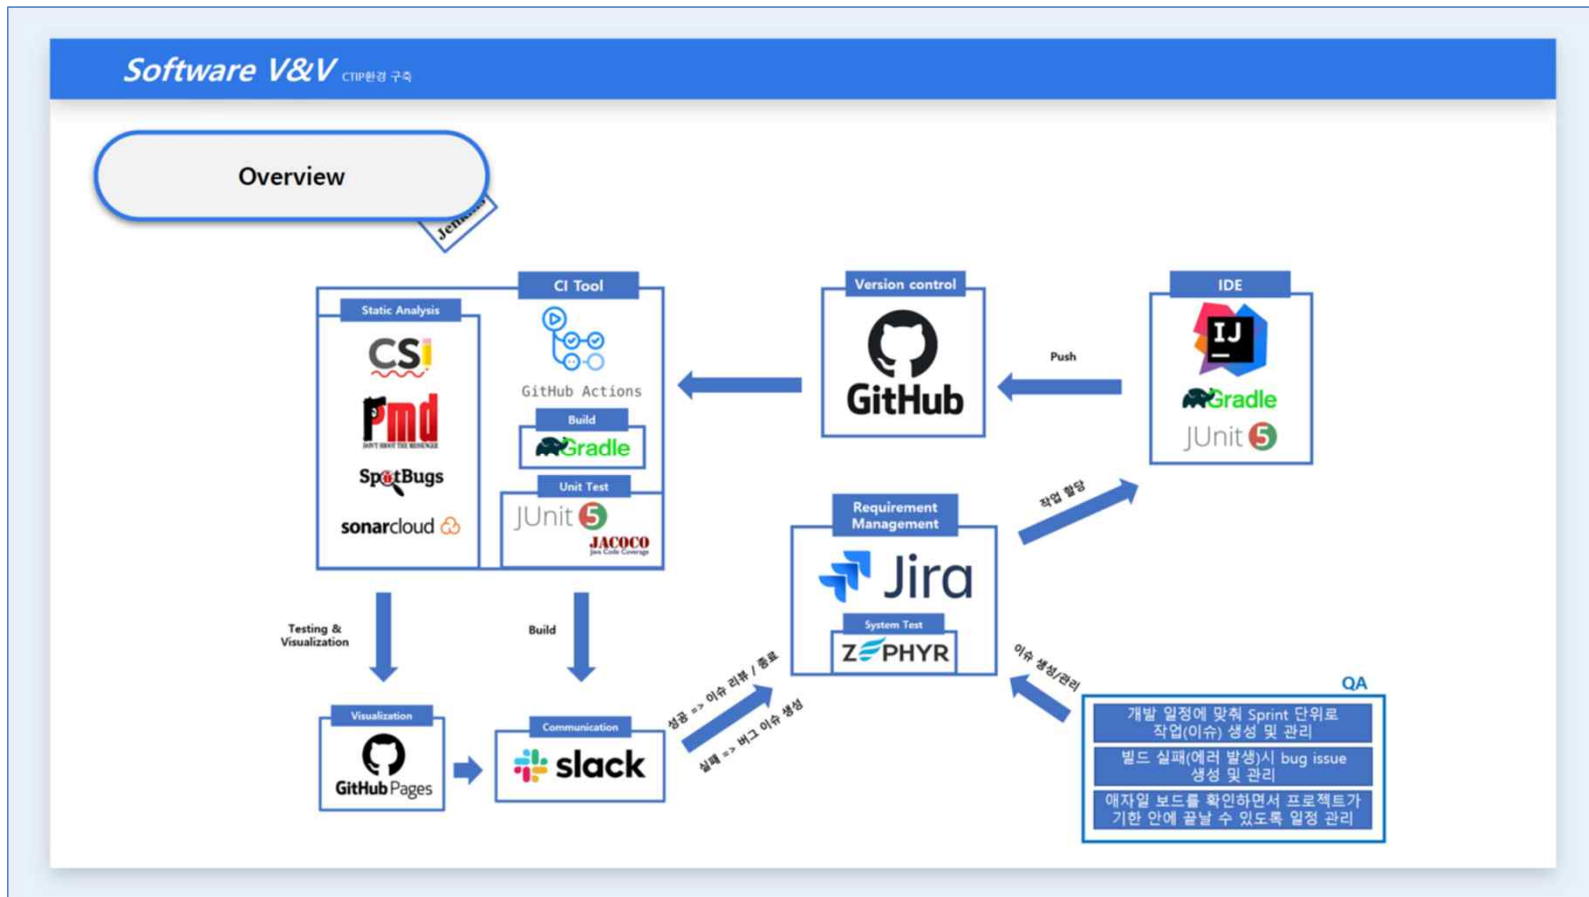 Software V&V CTIP환경 구축
Overview
CI Tool
Static Analysis
CSi
Pmd
DON'T SHOOT THE MESSENGER
SpotBugs
sonarcloud
GitHub Actions
Build
Gradle
Unit Test
JUnit 5
JACOCO
Java Code Coverage
Version control
GitHub
Push
IDE
IJ
Gradle
JUnit 5
작업 할당
Requirement
Management
Jira
System Test
ZEPHYR
Testing &
Visualization
Build
Visualization
GitHub Pages
Communication
slack
성공 => 이슈 리뷰 / 종료
실패 => 버그 이슈 생성
이슈 생성/관리
QA
개발 일정에 맞춰 Sprint 단위로
작업(이슈) 생성 및 관리
빌드 실패(에러 발생)시 bug issue
생성 및 관리
애자일 보드를 확인하면서 프로젝트가
기한 안에 끝날 수 있도록 일정 관리